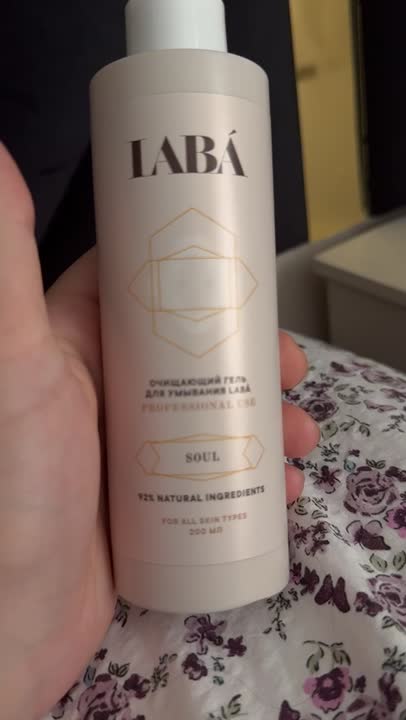 LABÁ
ОЧИЩАЮЩИЙ ГЕЛЬ
ДЛЯ УМЫВАНИЯ LABÁ
PROFESSIONAL USE
SOUL
92% NATURAL INGREDIENTS
FOR ALL SKIN TYPES
200 МЛ